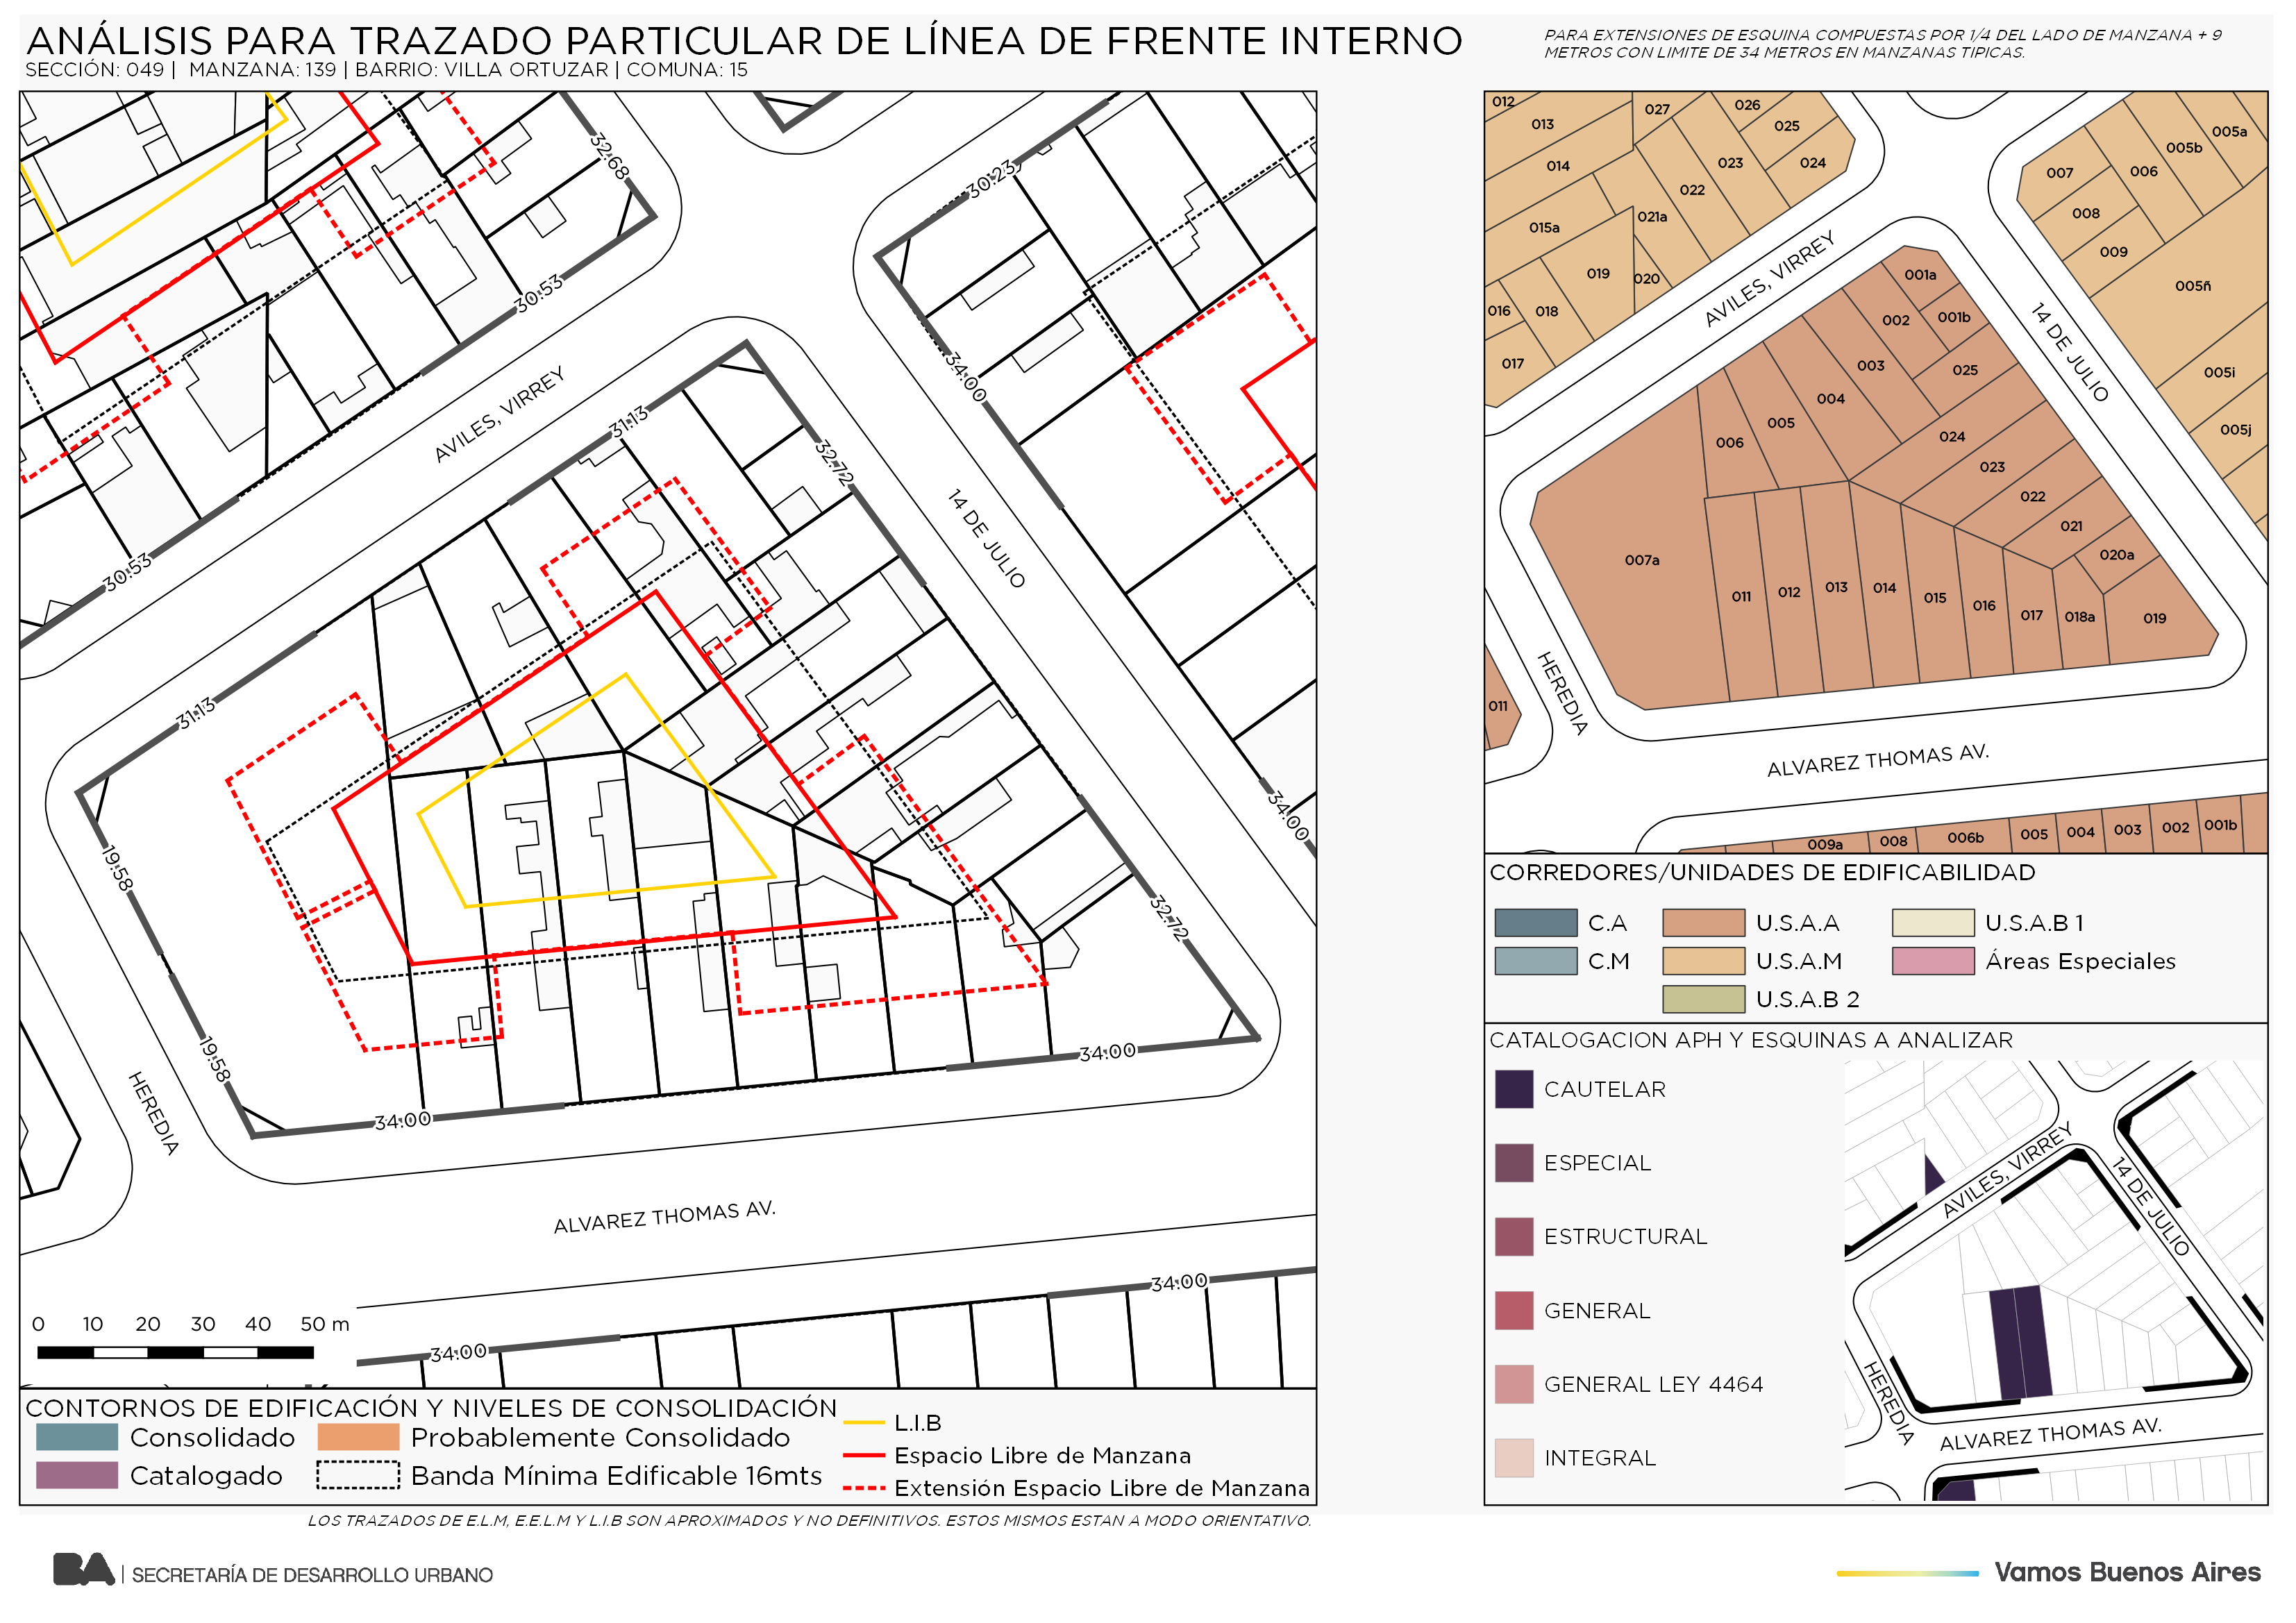 ANÁLISIS PARA TRAZADO PARTICULAR DE LÍNEA DE FRENTE INTERNO
SECCIÓN: 049 | MANZANA: 139 | BARRIO: VILLA ORTUZAR | COMUNA: 15
PARA EXTENSIONES DE ESQUINA COMPUESTAS POR 1/4 DEL LADO DE MANZANA + 9
METROS CON LIMITE DE 34 METROS EN MANZANAS TIPICAS.
32.68
30.23
30.53
34.00
AVILES, VIRREY
31.13
32.72
14 DE JULIO
30.53
31.13
34.00
19.58
32.72
19.58
34.00
HEREDIA
34.00
ALVAREZ THOMAS AV.
34.00
34.00
0 10 20 30 40 50 m
CONTORNOS DE EDIFICACIÓN Y NIVELES DE CONSOLIDACIÓN
Consolidado
Probablemente Consolidado
Catalogado
Banda Mínima Edificable 16mts
L.I.B
Espacio Libre de Manzana
Extensión Espacio Libre de Manzana
LOS TRAZADOS DE E.L.M, E.E.L.M Y L.I.B SON APROXIMADOS Y NO DEFINITIVOS. ESTOS MISMOS ESTAN A MODO ORIENTATIVO.
012
027
026
013
025
005a
014
023
024
005b
007
006
022
021a
008
015a
009
AVILES, VIRREY
019
020
001a
005ñ
016
018
001b
14 DE JULIO
002
017
003
025
005i
004
005
006
024
005j
023
022
021
007a
020a
011
012
013
014
015
016
017
018a
019
HEREDIA
011
ALVAREZ THOMAS AV.
009a
008
006b
005
004
003
002
001b
CORREDORES/UNIDADES DE EDIFICABILIDAD
C.A
U.S.A.A
U.S.A.B 1
C.M
U.S.A.M
Áreas Especiales
U.S.A.B 2
CATALOGACION APH Y ESQUINAS A ANALIZAR
CAUTELAR
ESPECIAL
ESTRUCTURAL
GENERAL
GENERAL LEY 4464
INTEGRAL
AVILES, VIRREY
14 DE JULIO
HEREDIA
ALVAREZ THOMAS AV.
BA | SECRETARÍA DE DESARROLLO URBANO
Vamos Buenos Aires